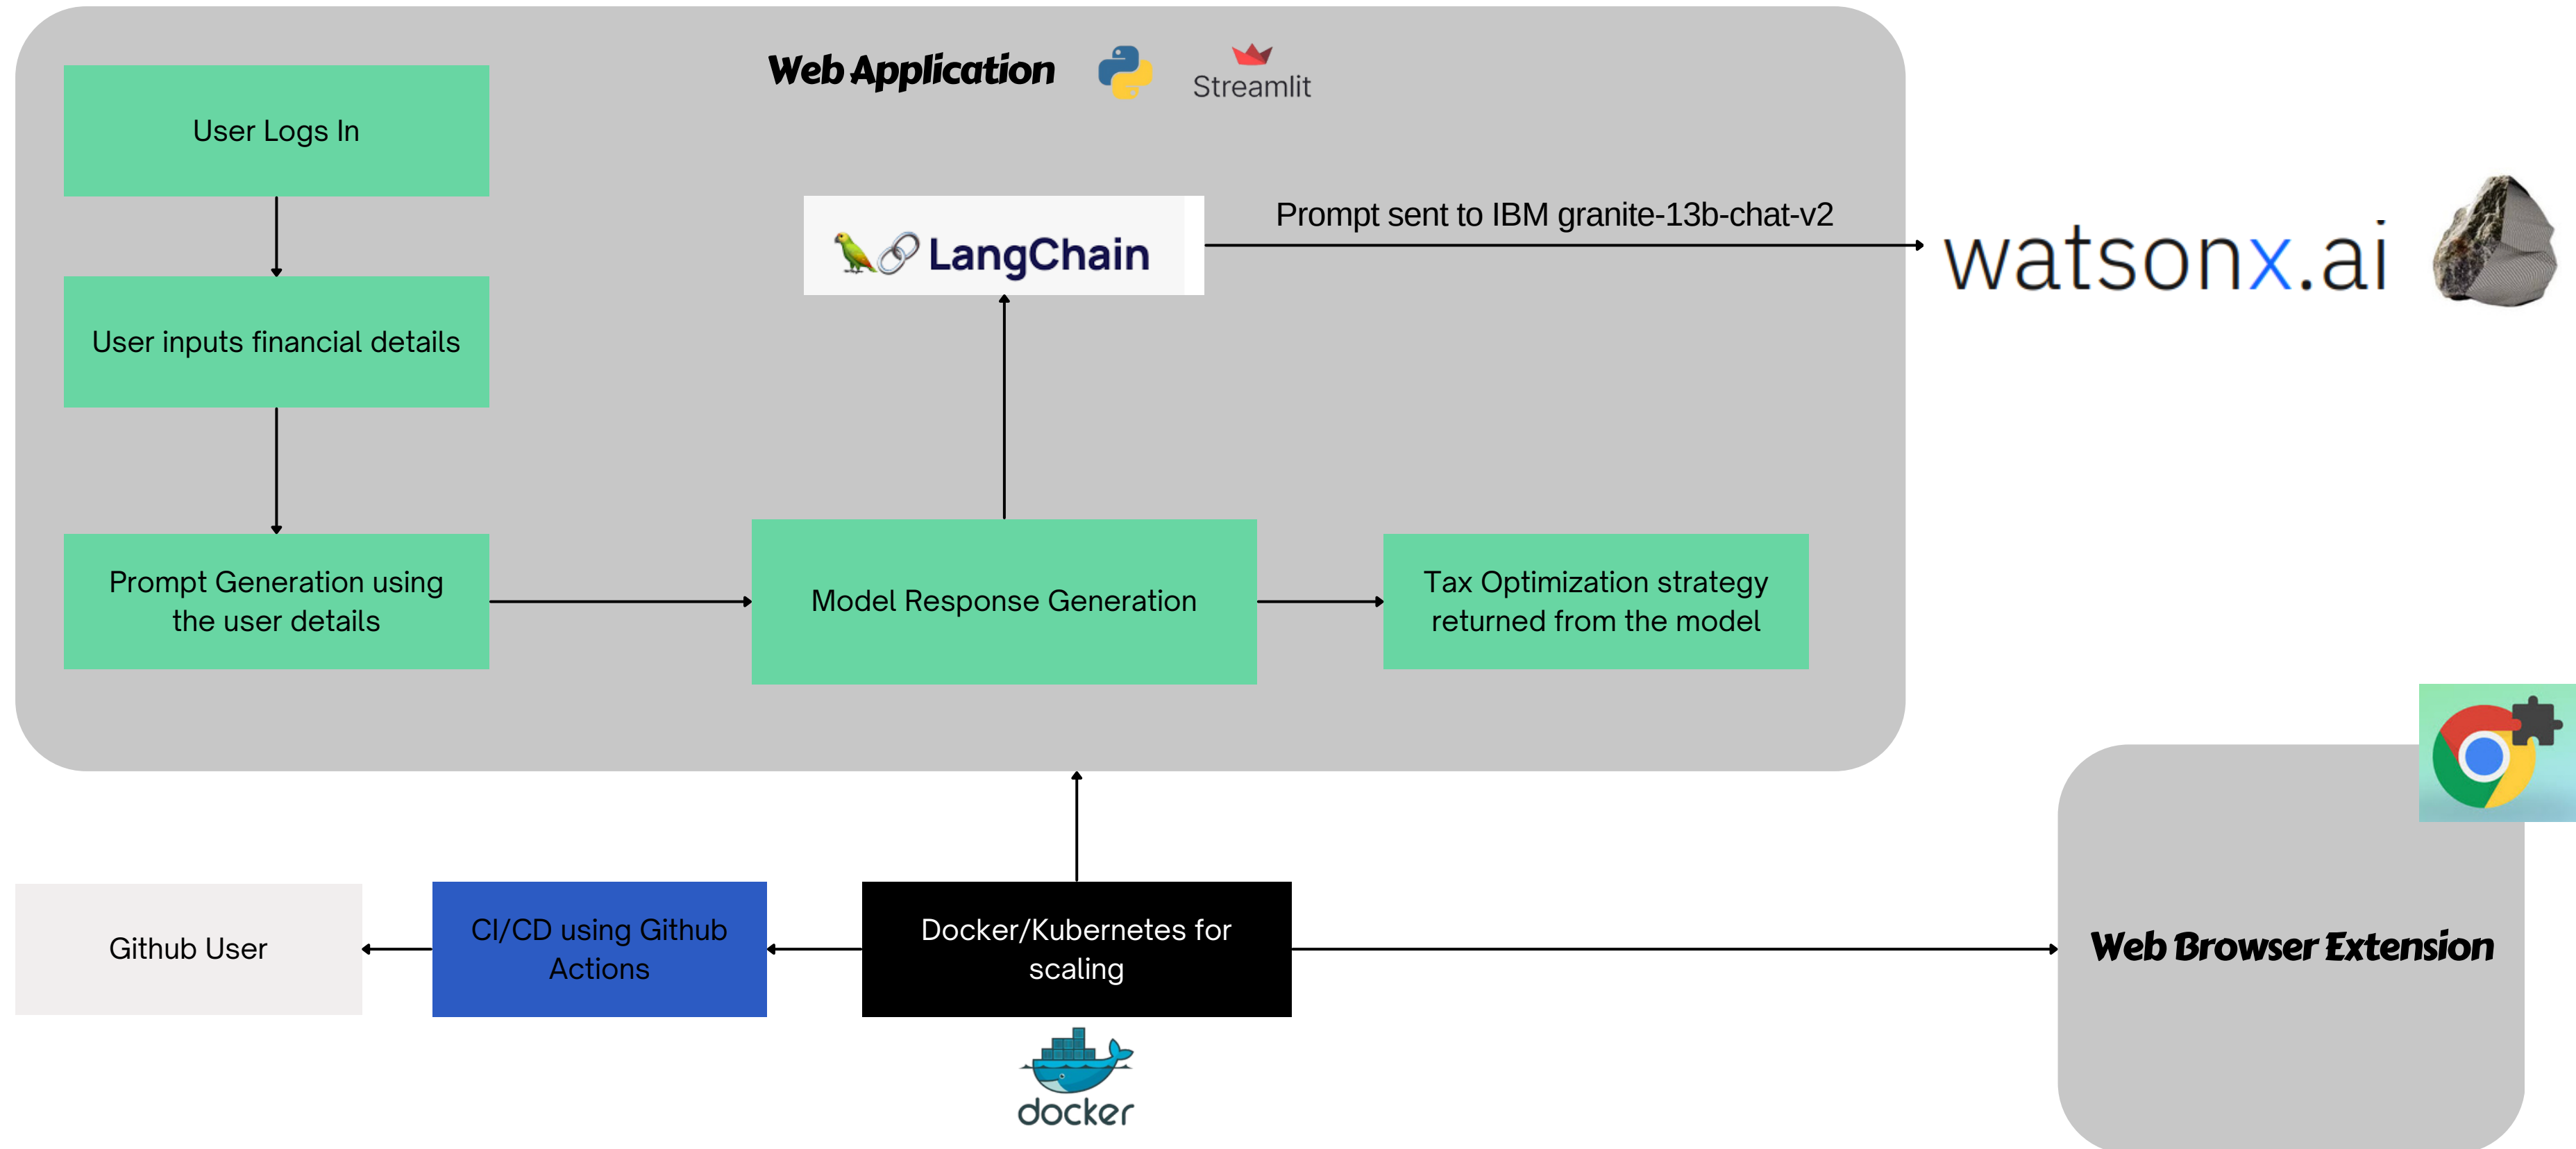 Web Application
Streamlit
User Logs In
LangChain
Prompt sent to IBM granite-13b-chat-v2
watsonx.ai
User inputs financial details
Prompt Generation using
the user details
Model Response Generation
Tax Optimization strategy
returned from the model
Github User
CI/CD using Github
Actions
Docker/Kubernetes for
scaling
docker
Web Browser Extension